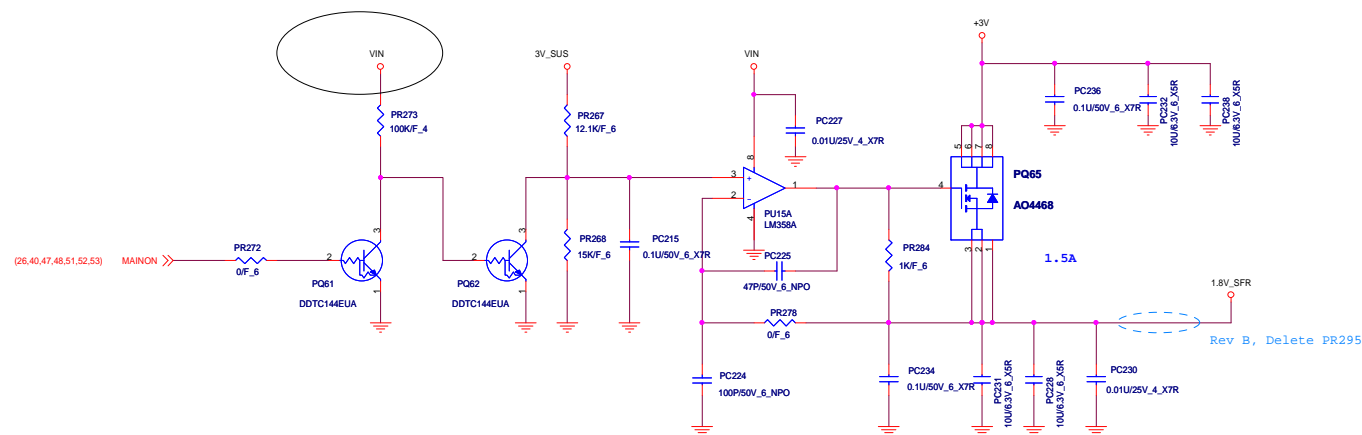 +3V
VIN
3V_SUS
VIN
PR273
100K/F_4
PR267
12.1K/F_6
PC227
0.01U/25V_4_X7R
PC236
0.1U/50V_6_X7R
PC232
10U/6.3V_6_X5R
PC238
10U/6.3V_6_X5R
5
6
7
8
8
3
+
2
-
1
4
PU15A
LM358A
4
PQ65
AO4468
3
2
1
1.5A
(26,40,47,48,51,52,53)
MAINON
PR272
0/F_6
2
3
1
PQ61
DDTC144EUA
2
3
1
PQ62
DDTC144EUA
PR268
15K/F_6
PC215
0.1U/50V_6_X7R
PC225
47P/50V_6_NPO
PR284
1K/F_6
1.8V_SFR
PR278
0/F_6
Rev B, Delete PR295
PC224
100P/50V_6_NPO
PC234
0.1U/50V_6_X7R
PC231
10U/6.3V_6_X5R
PC228
10U/6.3V_6_X5R
PC230
0.01U/25V_4_X7R